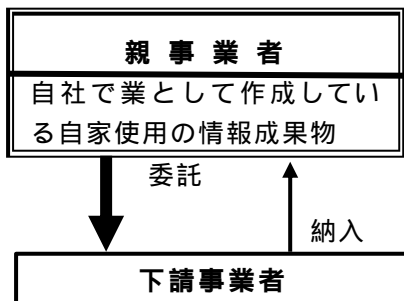 親事業者
自社で業として作成してい
る自家使用の情報成果物
委託
納入
下請事業者